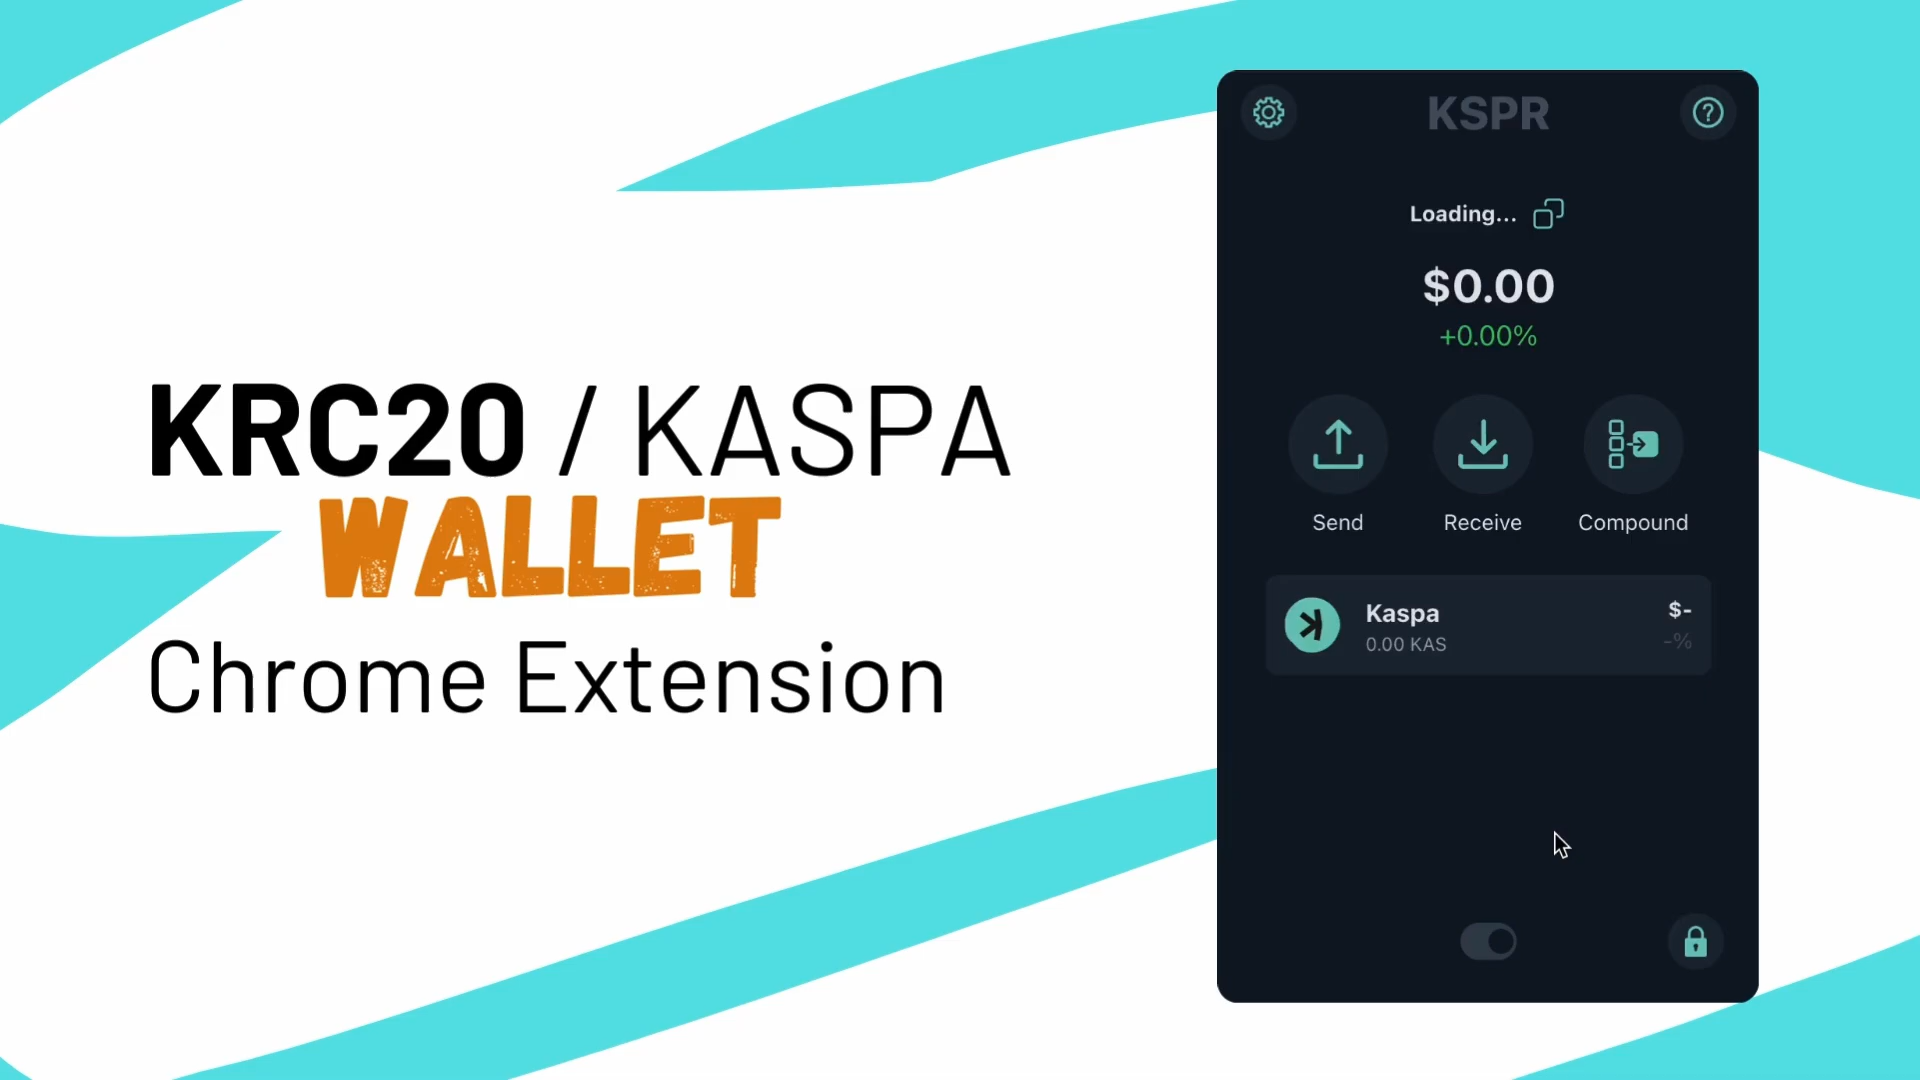 KRC20 / KASPA
WALLET
Chrome Extension
KSPR
Loading...
$0.00
+0.00%
Send
Receive
Compound
Kaspa
$-
0.00 KAS
-%